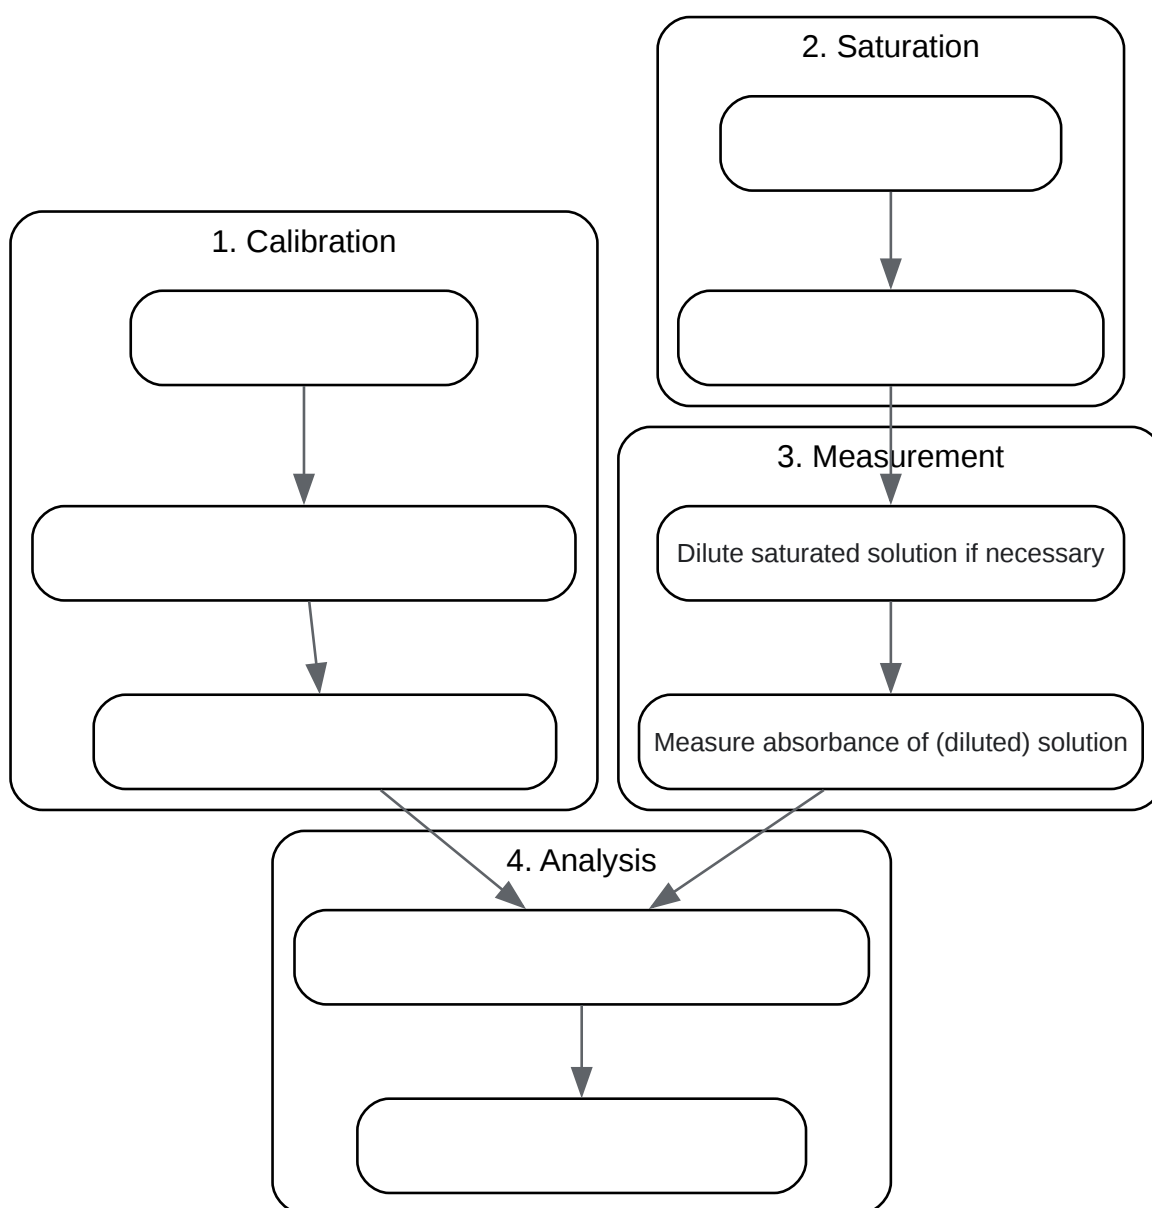 2. Saturation
1. Calibration
3. Measurement
Dilute saturated solution if necessary
Measure absorbance of (diluted) solution
4. Analysis